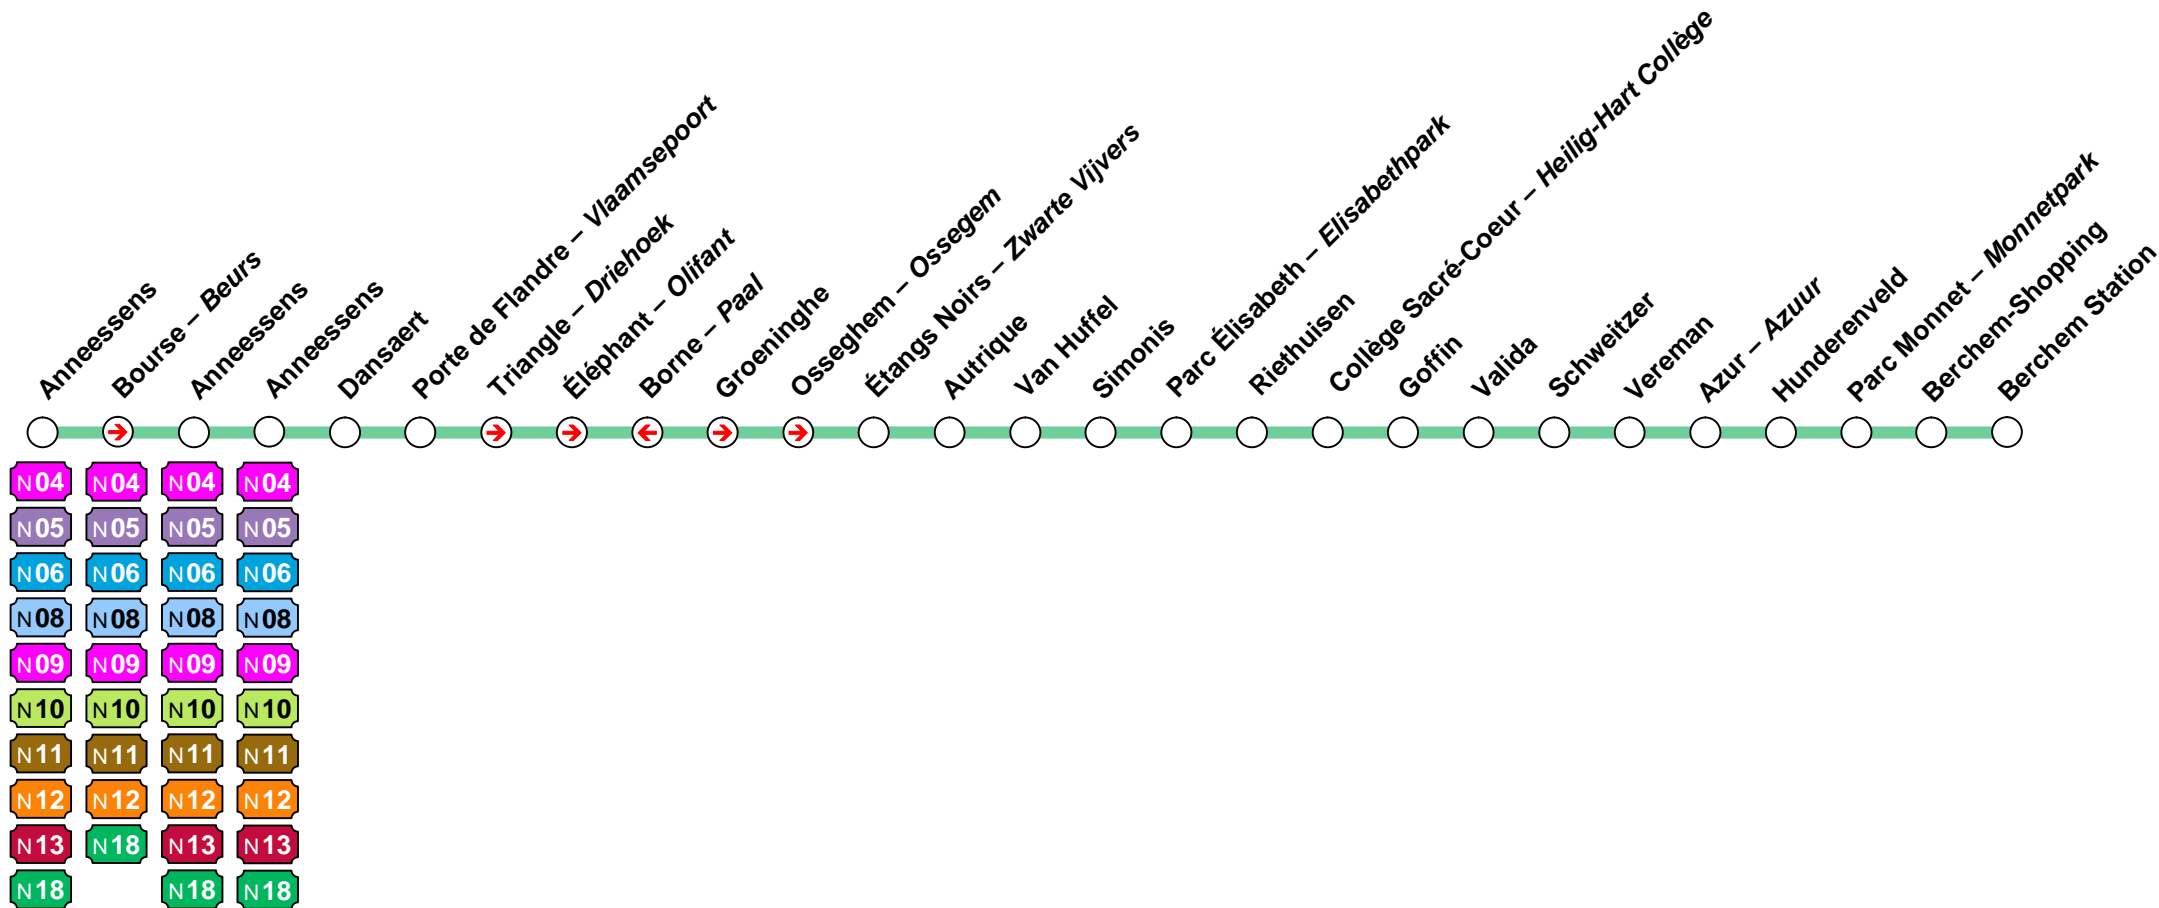 Anneessens
Bourse – Beurs
Anneessens
Anneessens
Dansaert
Porte de Flandre – Vlaamsepoort
Triangle – Driehoek
Éléphant – Olifant
Borne – Paal
Groeninghe
Osseghem – Ossegem
Étangs Noirs – Zwarte Vijvers
Autrique
Van Huffel
Simonis
Parc Élisabeth – Elisabethpark
Riethuisen
Collège Sacré-Coeur – Heilig-Hart Collège
Goffin
Valida
Schweitzer
Vereman
Azur – Azuur
Hunderenveld
Parc Monnet – Monnetpark
Berchem-Shopping
Berchem Station
N04 N04 N04 N04
N05 N05 N05 N05
N06 N06 N06 N06
N08 N08 N08 N08
N09 N09 N09 N09
N10 N10 N10 N10
N11 N11 N11 N11
N12 N12 N12 N12
N13 N18 N13 N13
N18 N18 N18